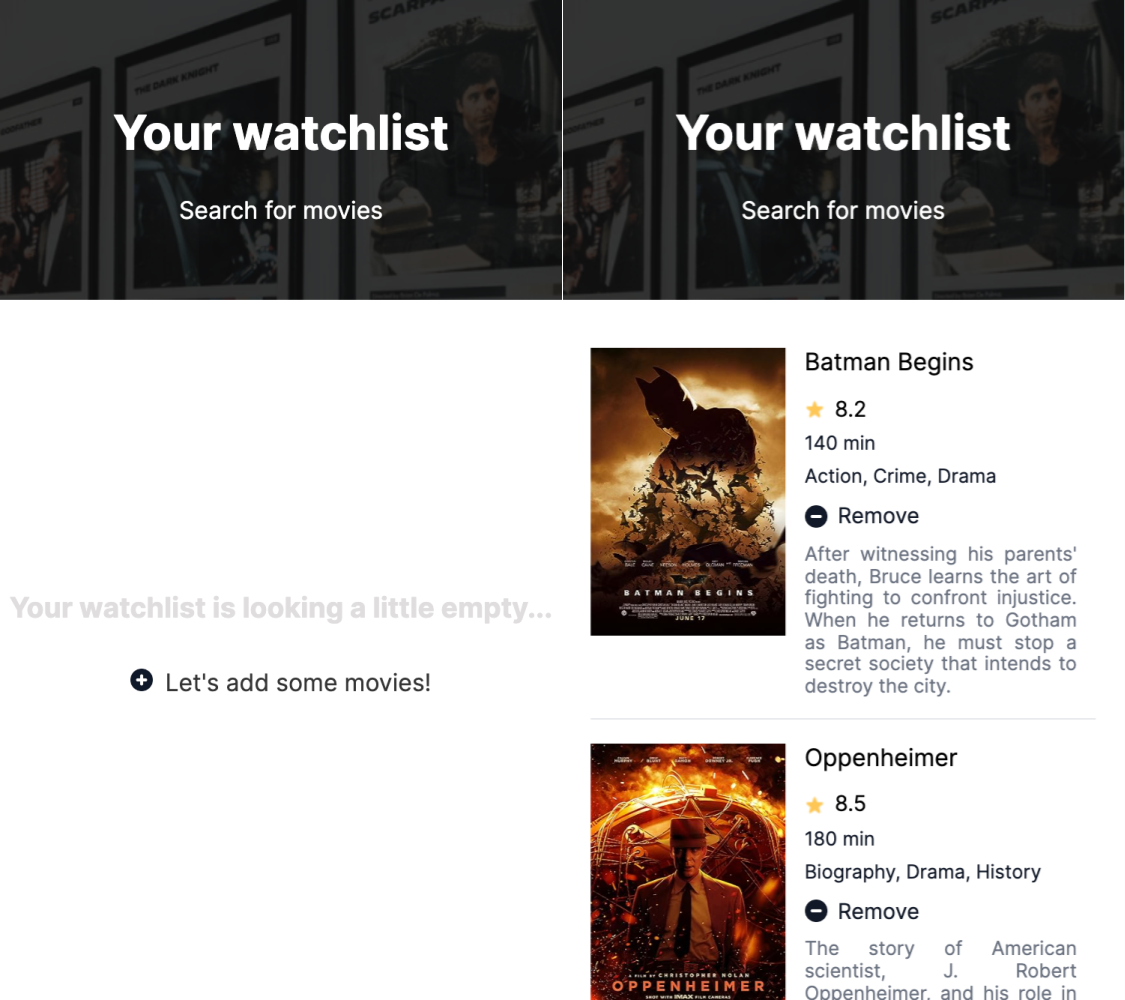 SCARFA
THE DARK KNIGHT
ODFATHER
Your watchlist
Search for movies
Your watchlist is looking a little empty...
Let's add some movies!
SCARFA
THE DARK KNIGHT
ODFATHER
Your watchlist
Search for movies
BATMAN BEGINS
JUNE 17
Batman Begins
8.2
140 min
Action, Crime, Drama
Remove
After witnessing his parents'
death, Bruce learns the art of
fighting to confront injustice.
When he returns to Gotham
as Batman, he must stop a
secret society that intends to
destroy the city.
A FILM BY CHRISTOPHER NOLAN
OPPENHEIMER
SHOT WITH IMAX FILM CAMERAS
Oppenheimer
8.5
180 min
Biography, Drama, History
Remove
The story of American
scientist, J. Robert
Oppenheimer, and his role in